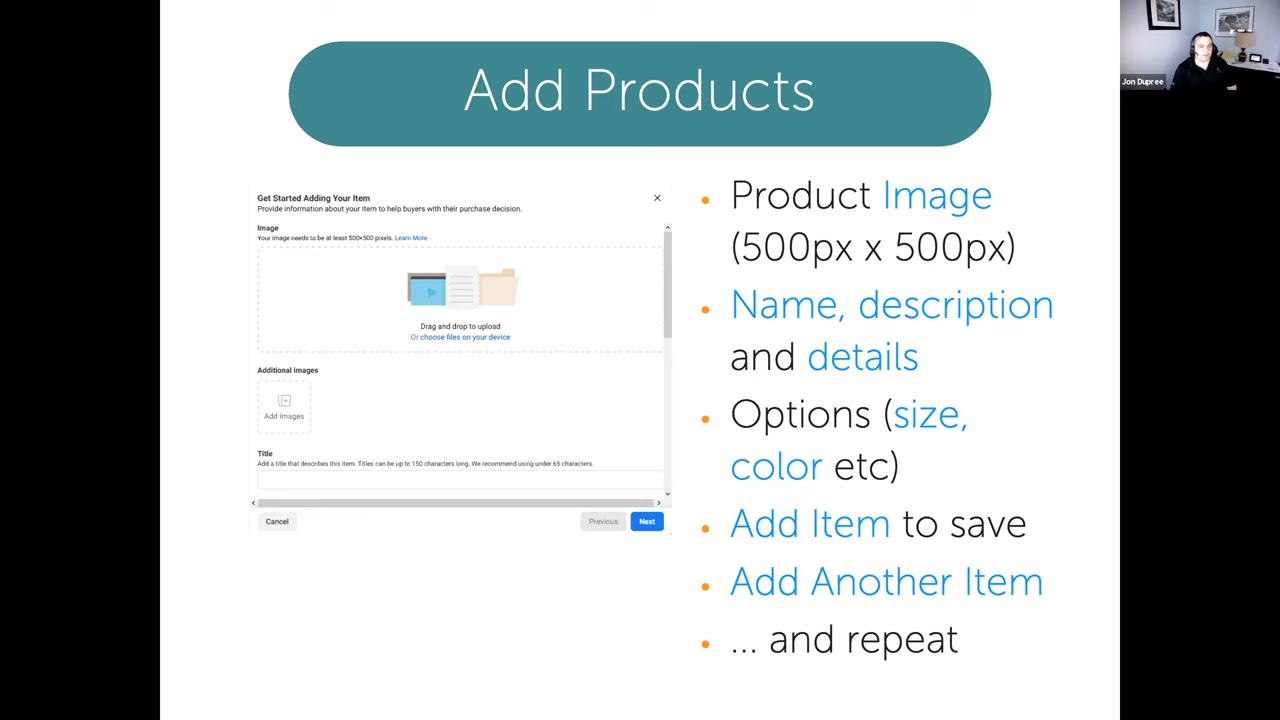 Add Products
Jon Dupree
Get Started Adding Your Item
Provide information about your item to help buyers with their purchase decision.
Image
Your image needs to be at least 500×500 pixels. Learn More
Drag and drop to upload
Or choose files on your device
Additional images
Add Images
Title
Add a title that describes this item. Titles can be up to 150 characters long. We recommend using under 65 characters.
Cancel
Previous
Next
• Product Image
(500px x 500px)
• Name, description
and details
• Options (size,
color etc)
• Add Item to save
• Add Another Item
• ... and repeat